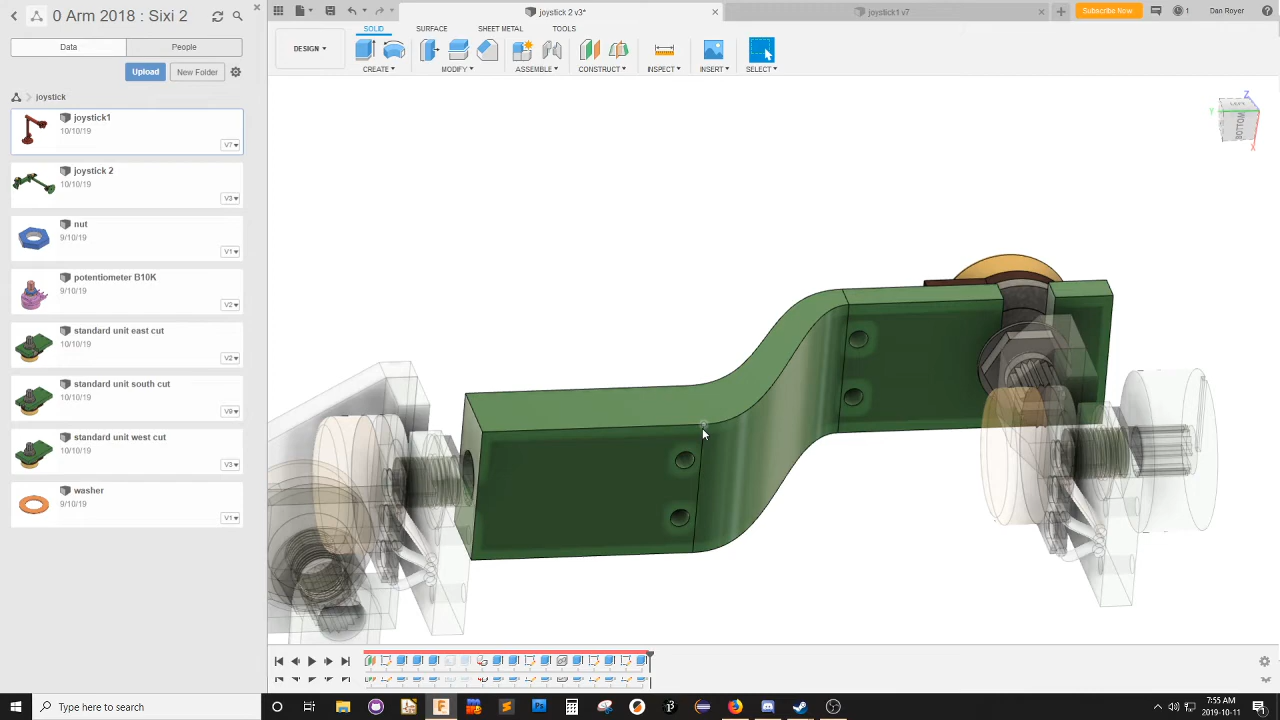 0 Arm 2018 : Sixi 2
joystick 2 v3*
joystick1 v7
Subscribe Now
1
Dan Royer
Data
People
Upload
New Folder
joystick
DESIGN
SOLID
SURFACE
SHEET METAL
TOOLS
CREATE
MODIFY
ASSEMBLE
CONSTRUCT
INSPECT
INSERT
SELECT
joystick1
10/10/19
V7
joystick 2
10/10/19
V3
nut
9/10/19
V1
potentiometer B10K
9/10/19
V2
standard unit east cut
10/10/19
V2
standard unit south cut
10/10/19
V9
standard unit west cut
10/10/19
V3
washer
9/10/19
V1
Z
Y
X
LEFT
BOTTOM
Type here to search
7:55 AM
2019-10-11